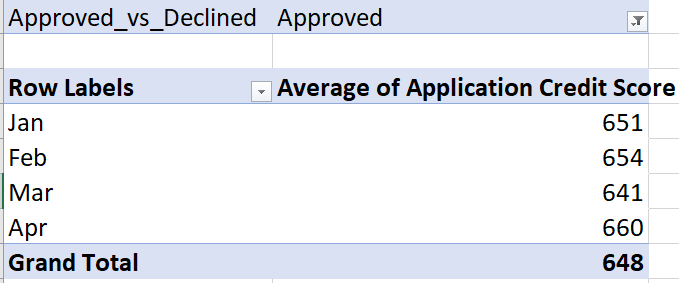 Approved_vs_Declined Approved
Row Labels Average of Application Credit Score
Jan 651
Feb 654
Mar 641
Apr 660
Grand Total 648